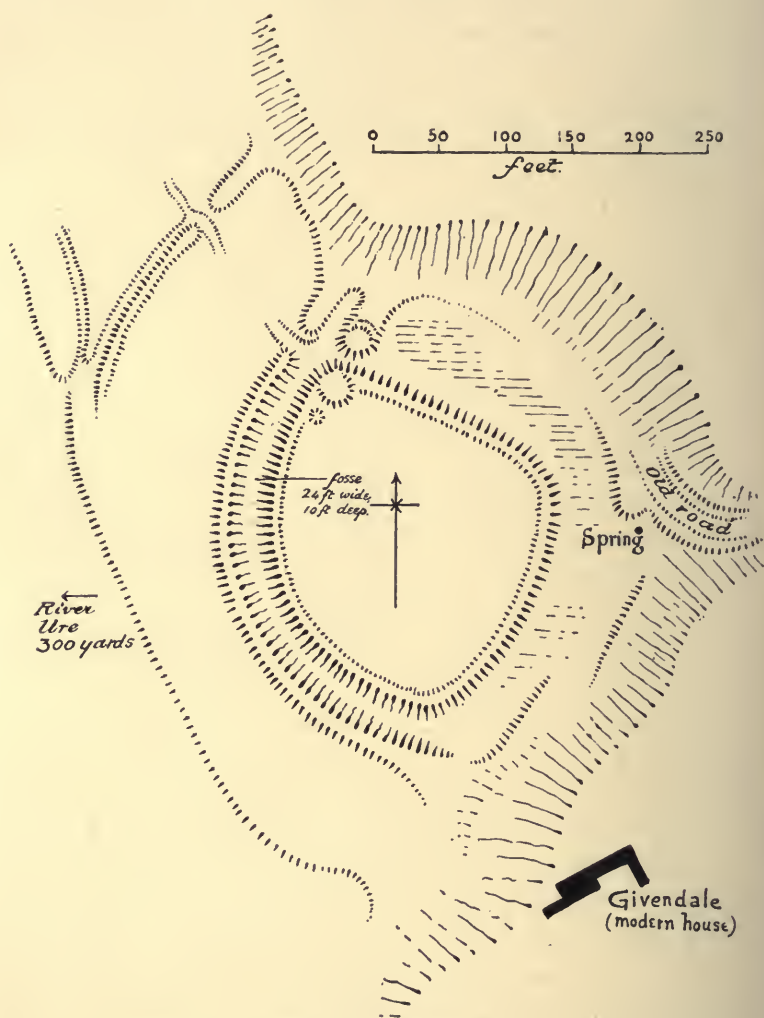 0 50 100 150 200 250
feet.
Old road
fosse
24 ft wide,
10 ft deep.
Spring
River
Ure
300 yards
Givendale
(modern house)